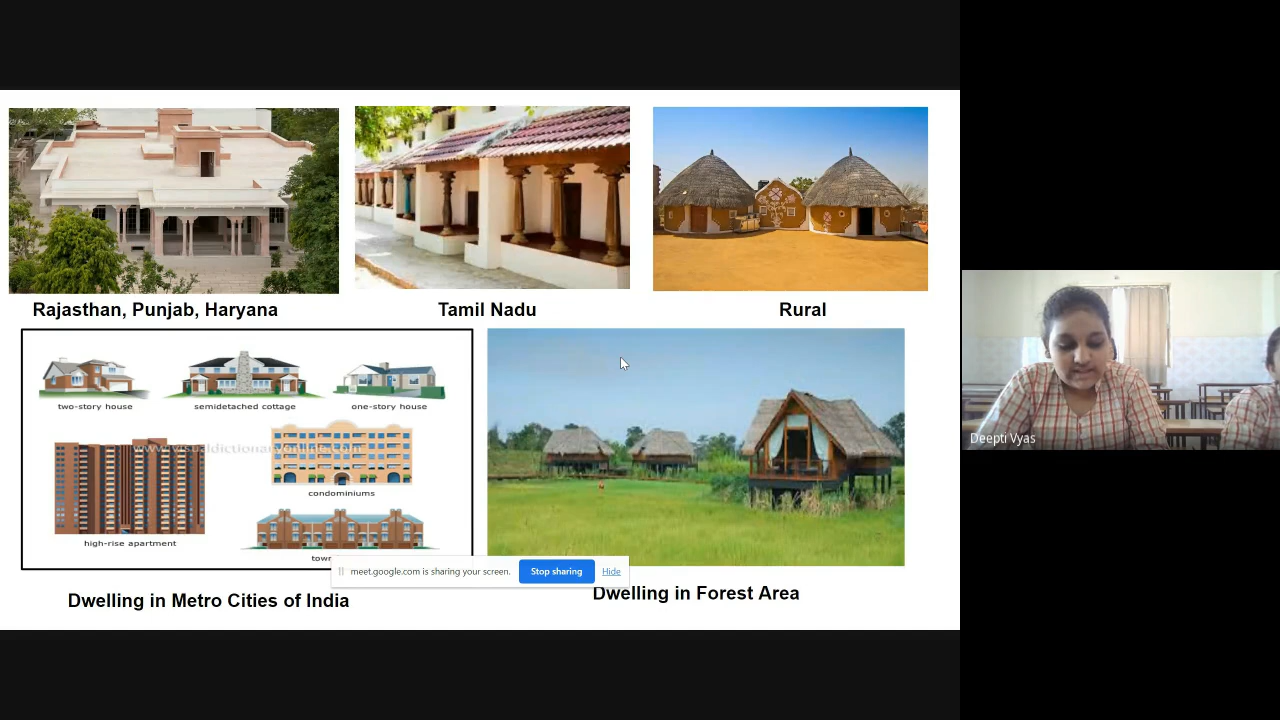 Rajasthan, Punjab, Haryana
Tamil Nadu
Rural
two-story house
semidetached cottage
one-story house
condominiums
high-rise apartment
meet.google.com is sharing your screen.
Stop sharing
Hide
Dwelling in Metro Cities of India
Dwelling in Forest Area
Deepti Vyas